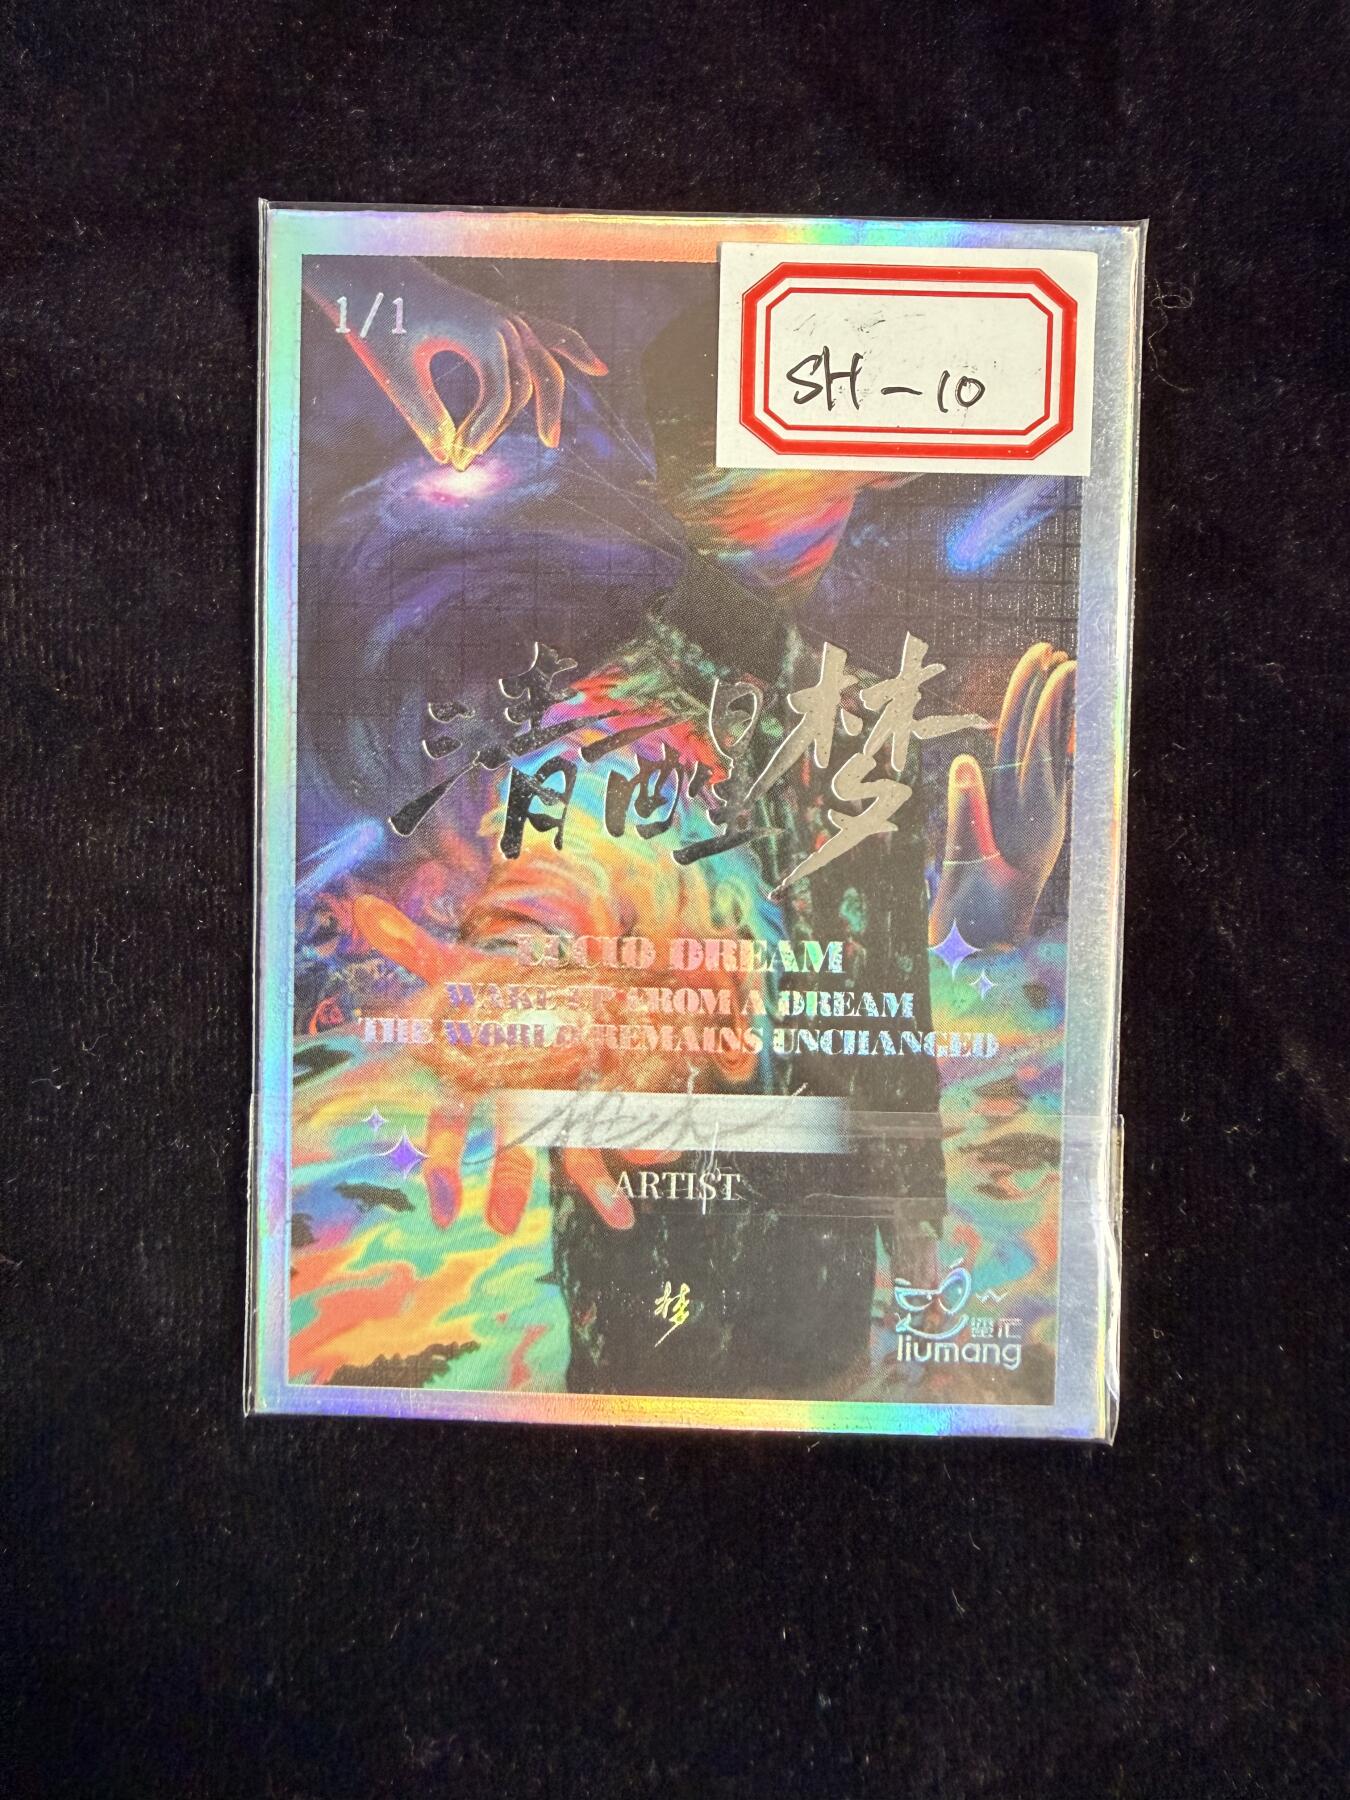 1/1
SH-10
清醒梦
LUCID DREAM
WAKE UP FROM A DREAM
THE WORLD REMAINS UNCHANGED
ARTIST
梦
liumang